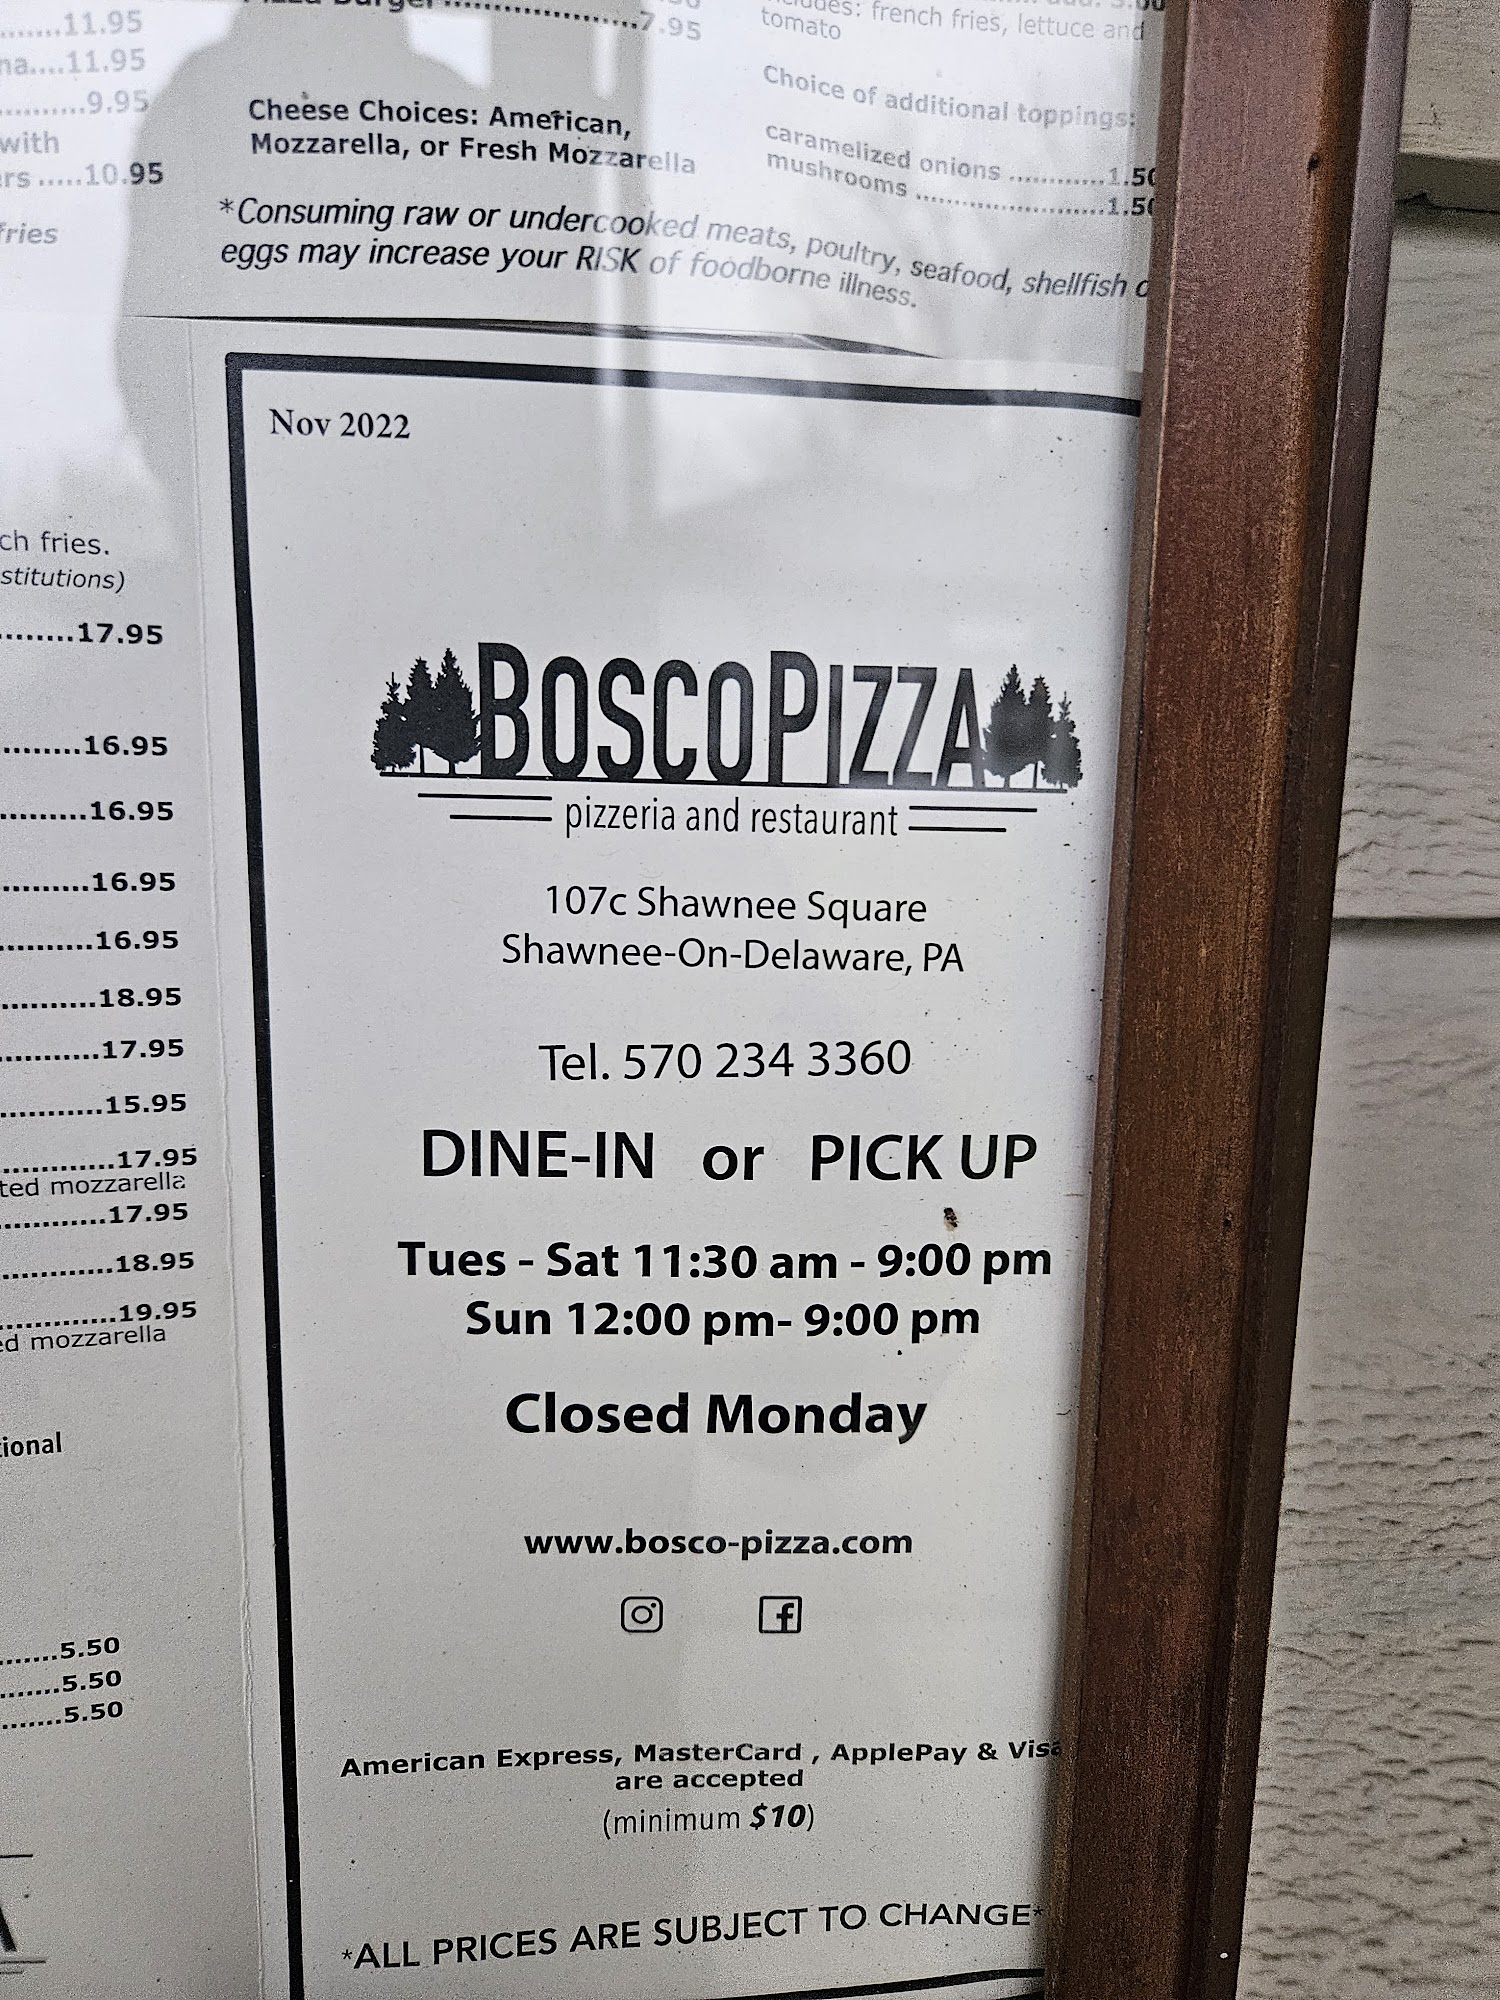 11.95
11.95
9.95
with
10.95
fries
ch fries.
stitutions)
17.95
16.95
16.95
16.95
16.95
18.95
17.95
15.95
17.95
ted mozzarella
17.95
18.95
19.95
ed mozzarella
tional
5.50
5.50
5.50
Pizza Burger 7.95
Cheese Choices: American,
Mozzarella, or Fresh Mozzarella
french fries, lettuce and
tomato
Choice of additional toppings:
caramelized onions ............1.50
mushrooms ........................1.50
*Consuming raw or undercooked meats, poultry, seafood, shellfish
eggs may increase your RISK of foodborne illness.
Nov 2022
BOSCOPIZZA
pizzeria and restaurant
107c Shawnee Square
Shawnee-On-Delaware, PA
Tel. 570 234 3360
DINE-IN or PICK UP
Tues - Sat 11:30 am - 9:00 pm
Sun 12:00 pm- 9:00 pm
Closed Monday
www.bosco-pizza.com
American Express, MasterCard , ApplePay & Visa
are accepted
(minimum $10)
*ALL PRICES ARE SUBJECT TO CHANGE*